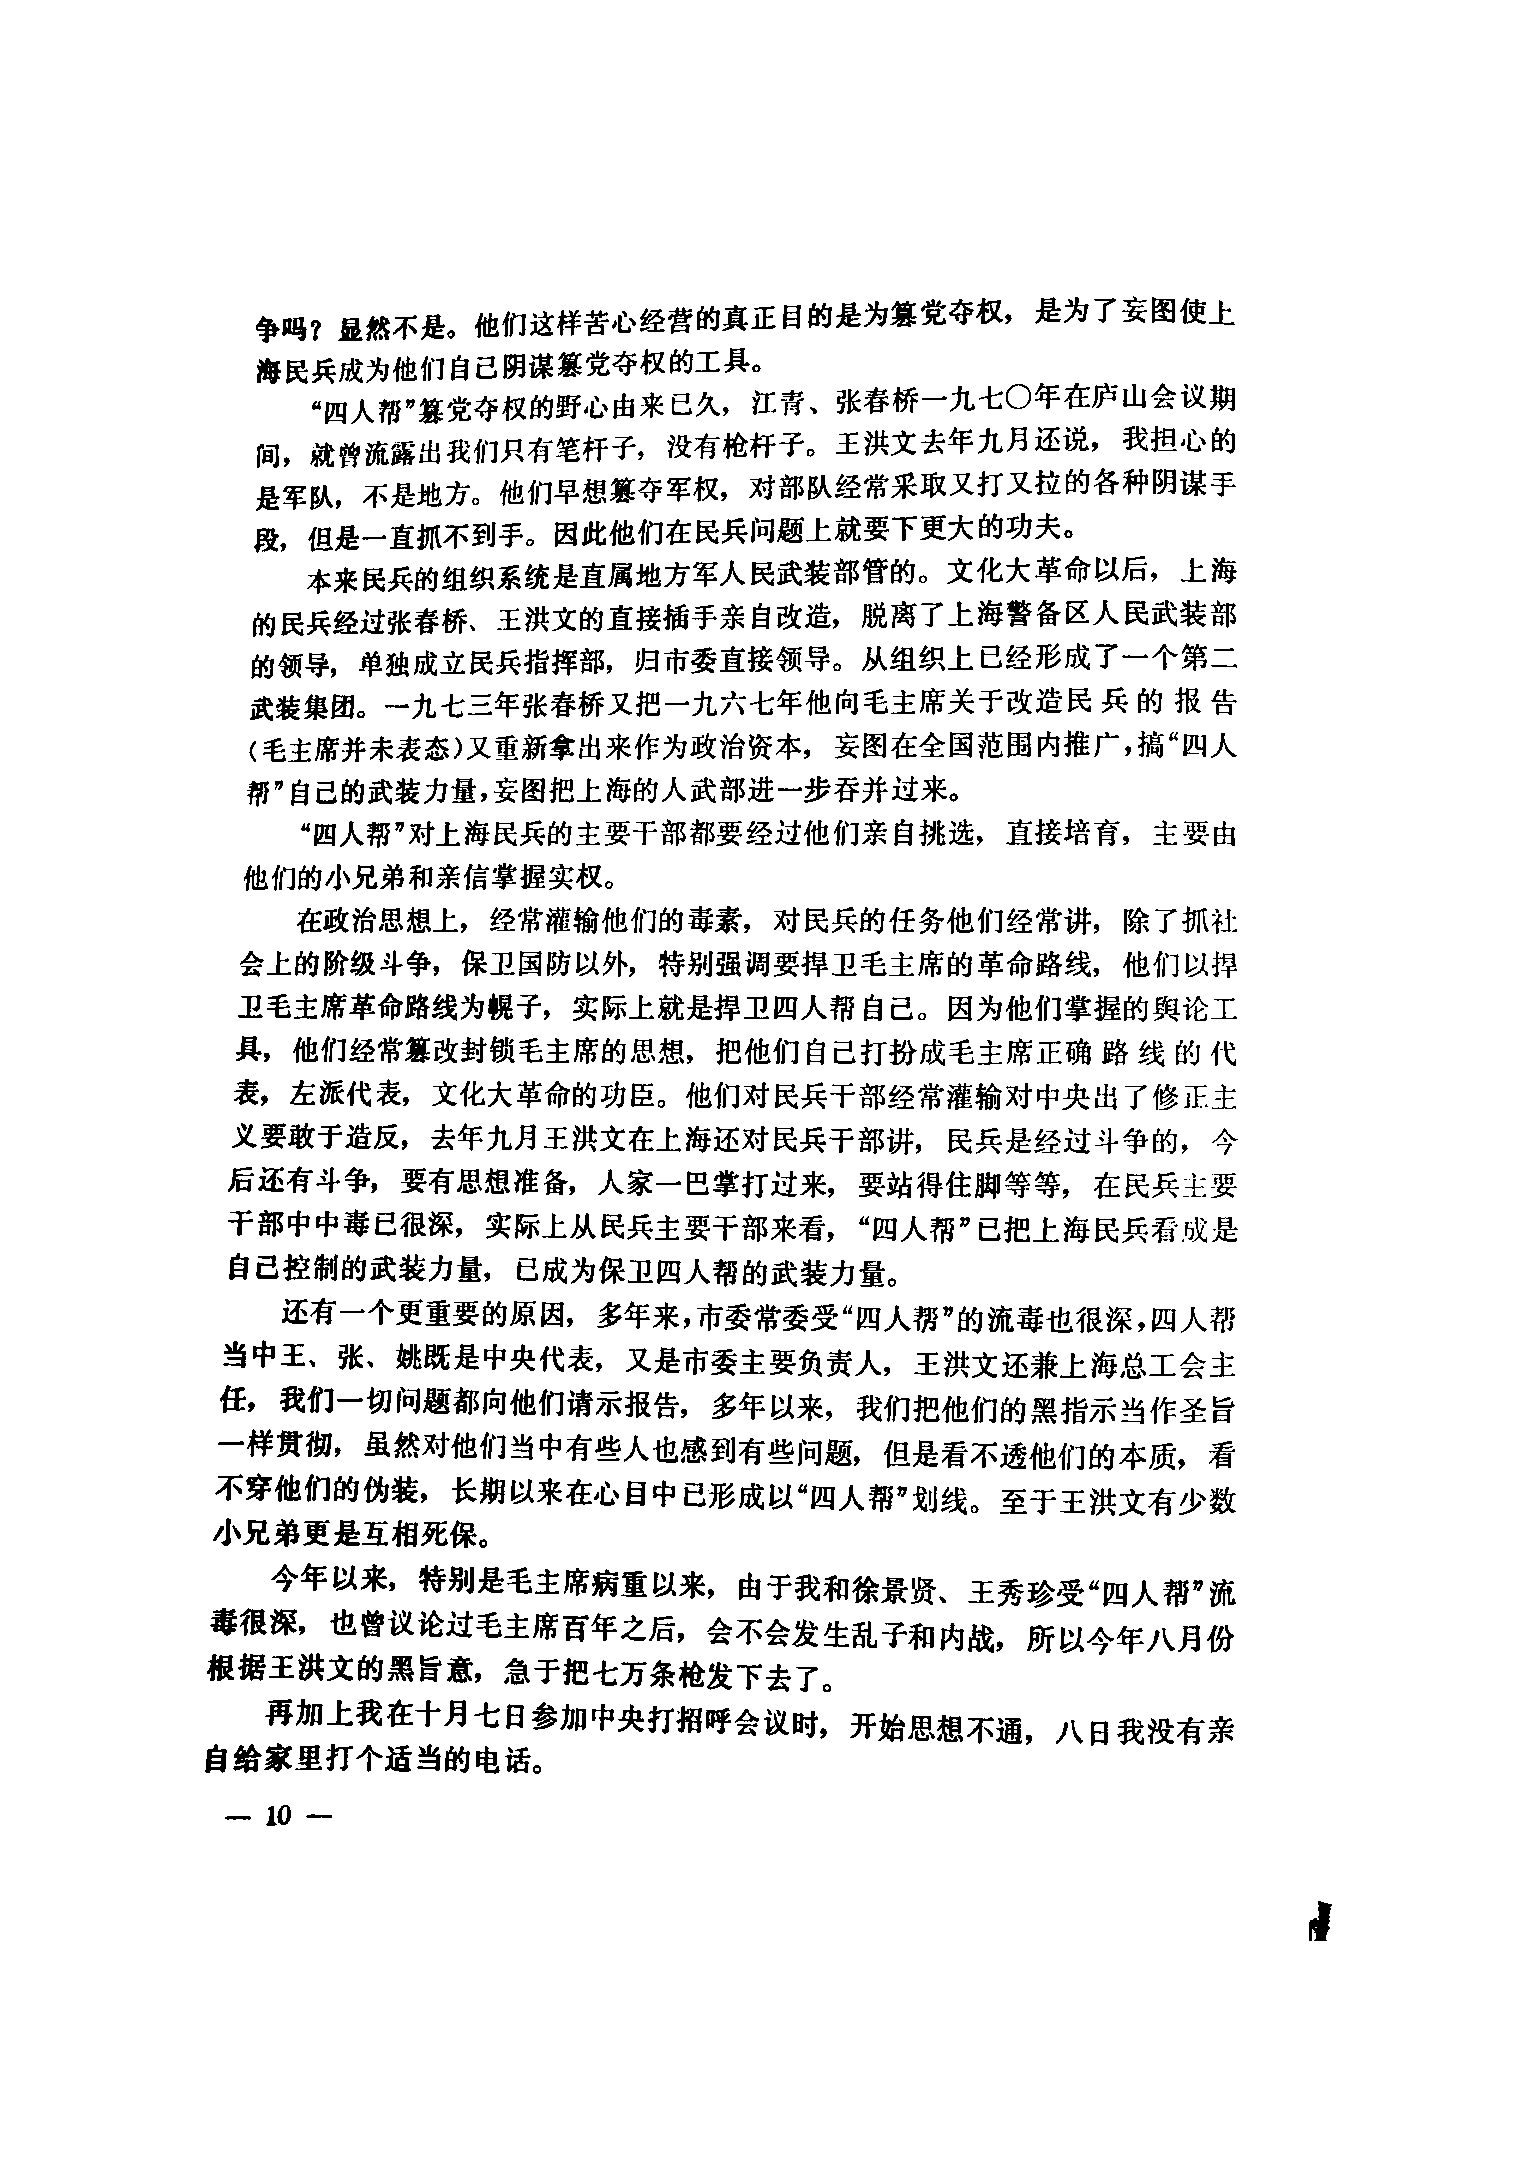 争吗？显然不是。他们这样苦心经营的真正目的是为篡党夺权，是为了妄图使上
海民兵成为他们自己阴谋篡党夺权的工具。
“四人帮”篡党夺权的野心由来已久，江青、张春桥一九七〇年在庐山会议期
间，就曾流露出我们只有笔杆子，没有枪杆子。王洪文去年九月还说，我担心的
是军队，不是地方。他们早想篡夺军权，对部队经常采取又打又拉的各种阴谋手
段，但是一直抓不到手。因此他们在民兵问题上就要下更大的功夫。
本来民兵的组织系统是直属地方军人民武装部管的。文化大革命以后，上海
的民兵经过张春桥、王洪文的直接插手亲自改造，脱离了上海警备区人民武装部
的领导，单独成立民兵指挥部，归市委直接领导。从组织上已经形成了一个第二
武装集团。一九七三年张春桥又把一九六七年他向毛主席关于改造民兵的报告
（毛主席并未表态）又重新拿出来作为政治资本，妄图在全国范围内推广，搞“四人
帮”自己的武装力量，妄图把上海的人武部进一步吞并过来。
“四人帮”对上海民兵的主要干部都要经过他们亲自挑选，直接培育，主要由
他们的小兄弟和亲信掌握实权。
在政治思想上，经常灌输他们的毒素，对民兵的任务他们经常讲，除了抓社
会上的阶级斗争，保卫国防以外，特别强调要捍卫毛主席的革命路线，他们以捍
卫毛主席革命路线为幌子，实际上就是捍卫四人帮自己。因为他们掌握的舆论工
具，他们经常篡改封锁毛主席的思想，把他们自己打扮成毛主席正确路线的代
表，左派代表，文化大革命的功臣。他们对民兵干部经常灌输对中央出了修正主
义要敢于造反，去年九月王洪文在上海还对民兵干部讲，民兵是经过斗争的，今
后还有斗争，要有思想准备，人家一巴掌打过来，要站得住脚等等，在民兵主要
干部中中毒已很深，实际上从民兵主要干部来看，“四人帮”已把上海民兵看成是
自己控制的武装力量，已成为保卫四人帮的武装力量。
还有一个更重要的原因，多年来，市委常委受“四人帮”的流毒也很深，四人帮
当中王、张、姚既是中央代表，又是市委主要负责人，王洪文还兼上海总工会主
任，我们一切问题都向他们请示报告，多年以来，我们把他们的黑指示当作圣旨
一样贯彻，虽然对他们当中有些人也感到有些问题，但是看不透他们的本质，看
不穿他们的伪装，长期以来在心目中已形成以“四人帮”划线。至于王洪文有少数
小兄弟更是互相死保。
今年以来，特别是毛主席病重以来，由于我和徐景贤、王秀珍受“四人帮”流
毒很深，也曾议论过毛主席百年之后，会不会发生乱子和内战，所以今年八月份
根据王洪文的黑旨意，急于把七万条枪发下去了。
再加上我在十月七日参加中央打招呼会议时，开始思想不通，八日我没有亲
自给家里打个适当的电话。
— 10 —